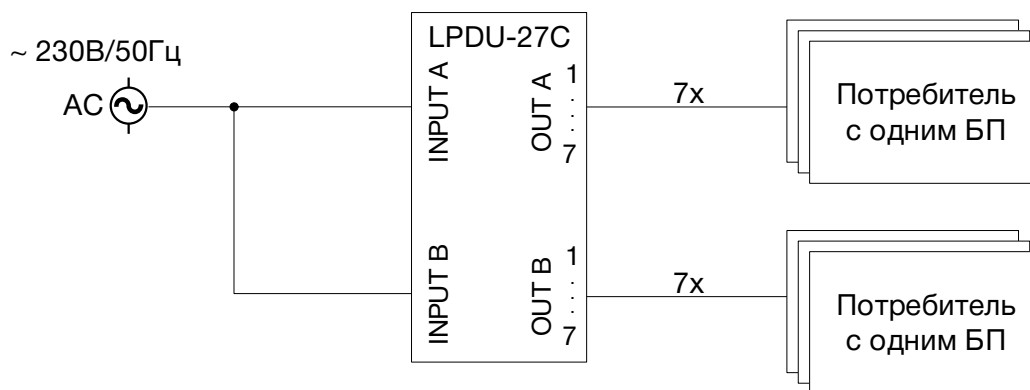 ~ 230В/50Гц
AC
LPDU-27C
INPUT A
OUT A
1
.
.
.
.
7
7x
Потребитель
с одним БП
INPUT B
OUT B
1
.
.
.
.
7
7x
Потребитель
с одним БП